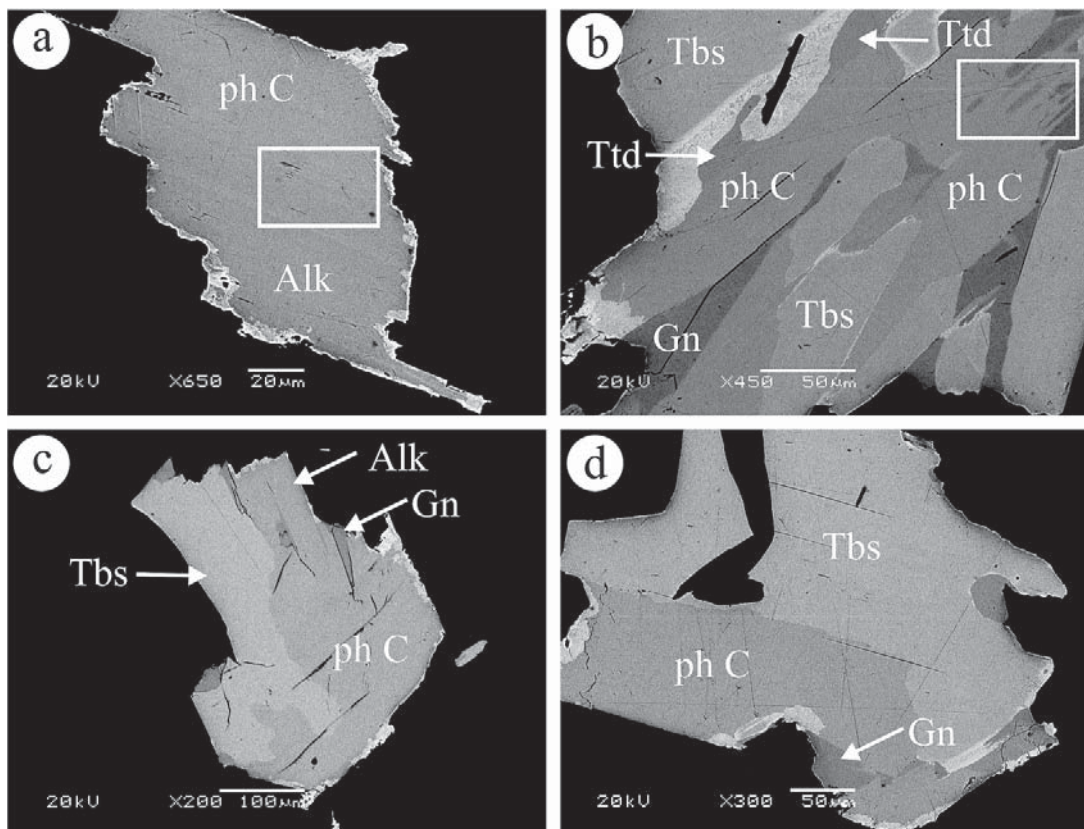 a
ph C
Alk
20kV X650 20μm
b
Tbs
Ttd
Ttd
ph C
ph C
Tbs
Gn
20kV X450 50μm
c
Alk
Gn
Tbs
ph C
20kV X200 100μm
d
Tbs
ph C
Gn
20kV X300 50μm